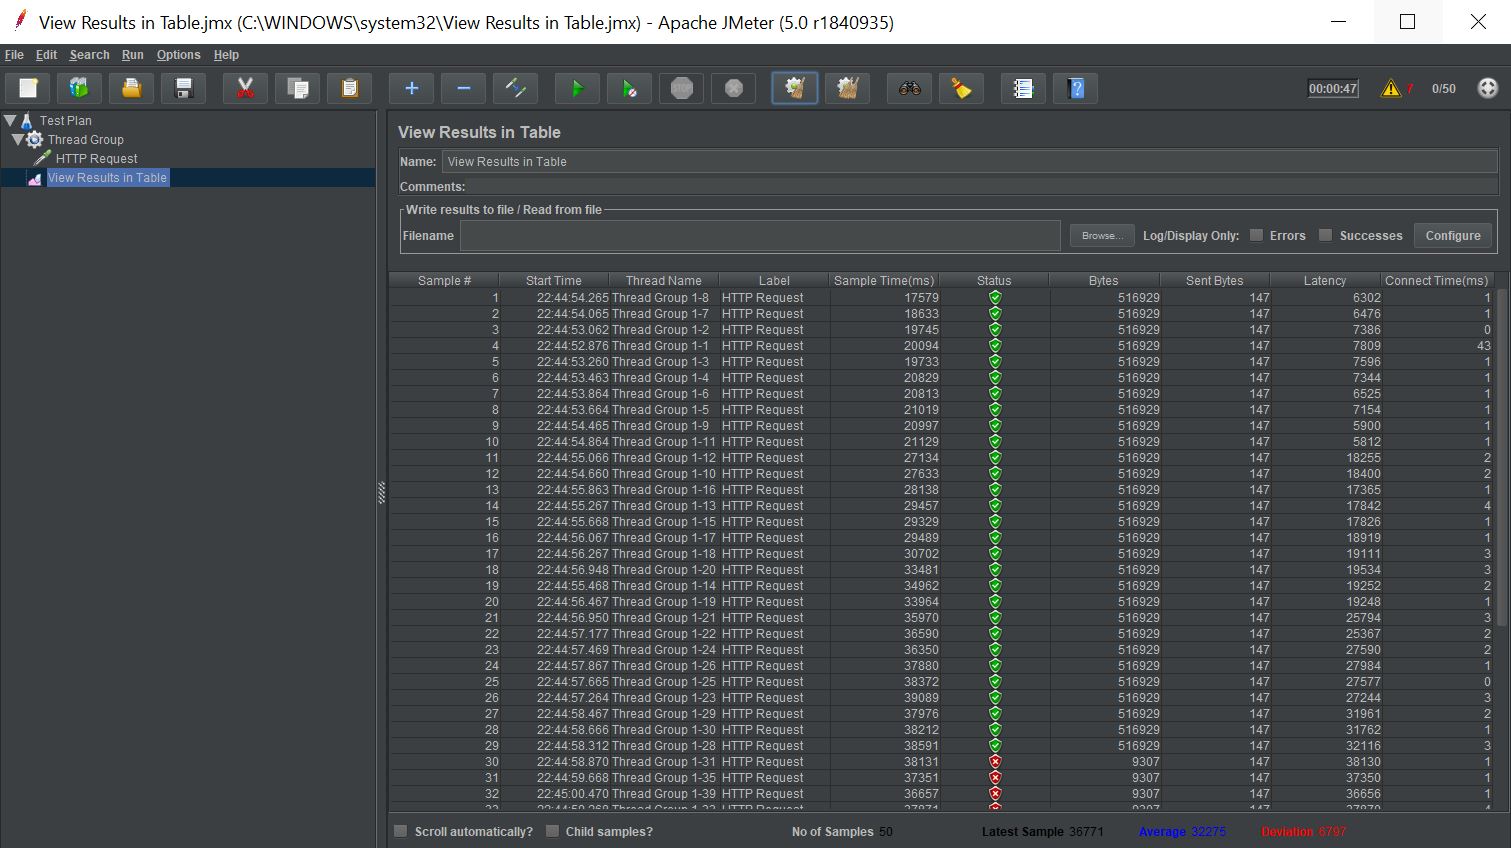 View Results in Table.jmx (C:\WINDOWS\system32\View Results in Table.jmx) - Apache JMeter (5.0 r1840935)
File Edit Search Run Options Help
STOP 00:00:47 7 0/50
Test Plan
Thread Group
HTTP Request
View Results in Table
View Results in Table
Name: View Results in Table
Comments:
Write results to file / Read from file
Filename Browse... Log/Display Only: Errors Successes Configure
Sample # Start Time Thread Name Label Sample Time(ms) Status Bytes Sent Bytes Latency Connect Time(ms)
1 22:44:54.265 Thread Group 1-8 HTTP Request 17579 516929 147 6302 1
2 22:44:54.065 Thread Group 1-7 HTTP Request 18633 516929 147 6476 1
3 22:44:53.062 Thread Group 1-2 HTTP Request 19745 516929 147 7386 0
4 22:44:52.876 Thread Group 1-1 HTTP Request 20094 516929 147 7809 43
5 22:44:53.260 Thread Group 1-3 HTTP Request 19733 516929 147 7596 1
6 22:44:53.463 Thread Group 1-4 HTTP Request 20829 516929 147 7344 1
7 22:44:53.864 Thread Group 1-6 HTTP Request 20813 516929 147 6525 1
8 22:44:53.664 Thread Group 1-5 HTTP Request 21019 516929 147 7154 1
9 22:44:54.465 Thread Group 1-9 HTTP Request 20997 516929 147 5900 1
10 22:44:54.864 Thread Group 1-11 HTTP Request 21129 516929 147 5812 1
11 22:44:55.066 Thread Group 1-12 HTTP Request 27134 516929 147 18255 2
12 22:44:54.660 Thread Group 1-10 HTTP Request 27633 516929 147 18400 2
13 22:44:55.863 Thread Group 1-16 HTTP Request 28138 516929 147 17365 1
14 22:44:55.267 Thread Group 1-13 HTTP Request 29457 516929 147 17842 4
15 22:44:55.668 Thread Group 1-15 HTTP Request 29329 516929 147 17826 1
16 22:44:56.067 Thread Group 1-17 HTTP Request 29489 516929 147 18919 1
17 22:44:56.267 Thread Group 1-18 HTTP Request 30702 516929 147 19111 3
18 22:44:56.948 Thread Group 1-20 HTTP Request 33481 516929 147 19534 3
19 22:44:55.468 Thread Group 1-14 HTTP Request 34962 516929 147 19252 2
20 22:44:56.467 Thread Group 1-19 HTTP Request 33964 516929 147 19248 1
21 22:44:56.950 Thread Group 1-21 HTTP Request 35970 516929 147 25794 3
22 22:44:57.177 Thread Group 1-22 HTTP Request 36590 516929 147 25367 2
23 22:44:57.469 Thread Group 1-24 HTTP Request 36350 516929 147 27590 2
24 22:44:57.867 Thread Group 1-26 HTTP Request 37880 516929 147 27984 1
25 22:44:57.665 Thread Group 1-25 HTTP Request 38372 516929 147 27577 0
26 22:44:57.264 Thread Group 1-23 HTTP Request 39089 516929 147 27244 3
27 22:44:58.467 Thread Group 1-29 HTTP Request 37976 516929 147 31961 2
28 22:44:58.666 Thread Group 1-30 HTTP Request 38212 516929 147 31762 1
29 22:44:58.312 Thread Group 1-28 HTTP Request 38591 516929 147 32116 3
30 22:44:58.870 Thread Group 1-31 HTTP Request 38131 9307 147 38130 1
31 22:44:59.668 Thread Group 1-35 HTTP Request 37351 9307 147 37350 1
32 22:45:00.470 Thread Group 1-39 HTTP Request 36657 9307 147 36656 1
Scroll automatically? Child samples? No of Samples 50 Latest Sample 36771 Average 32275 Deviation 6797